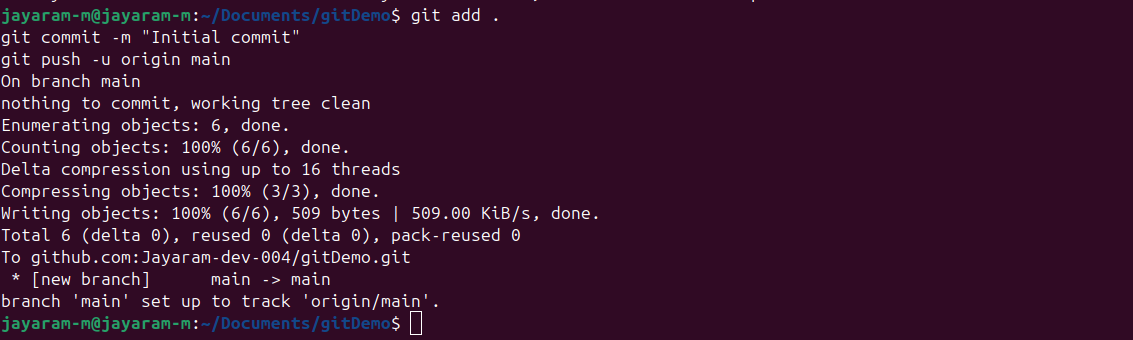 jayaram-m@jayaram-m:~/Documents/gitDemo$ git add .
git commit -m "Initial commit"
git push -u origin main
On branch main
nothing to commit, working tree clean
Enumerating objects: 6, done.
Counting objects: 100% (6/6), done.
Delta compression using up to 16 threads
Compressing objects: 100% (3/3), done.
Writing objects: 100% (6/6), 509 bytes | 509.00 KiB/s, done.
Total 6 (delta 0), reused 0 (delta 0), pack-reused 0
To github.com:Jayaram-dev-004/gitDemo.git
 * [new branch]      main -> main
branch 'main' set up to track 'origin/main'.
jayaram-m@jayaram-m:~/Documents/gitDemo$